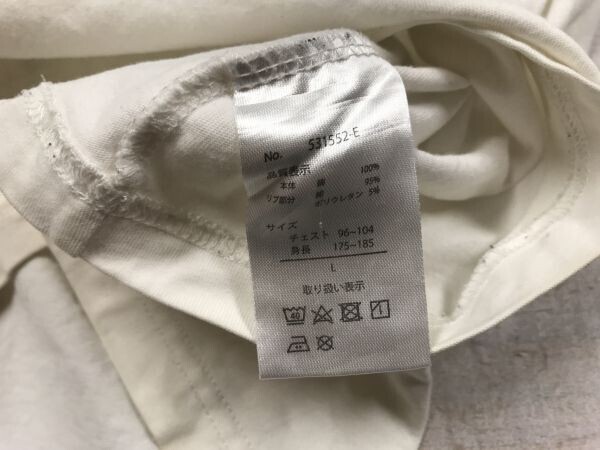 No. 531552-E
品質表示
本体 綿 100%
リブ部分 綿 95%
ポリウレタン 5%
サイズ
チェスト 96~104
身長 175~185
L
取り扱い表示
40